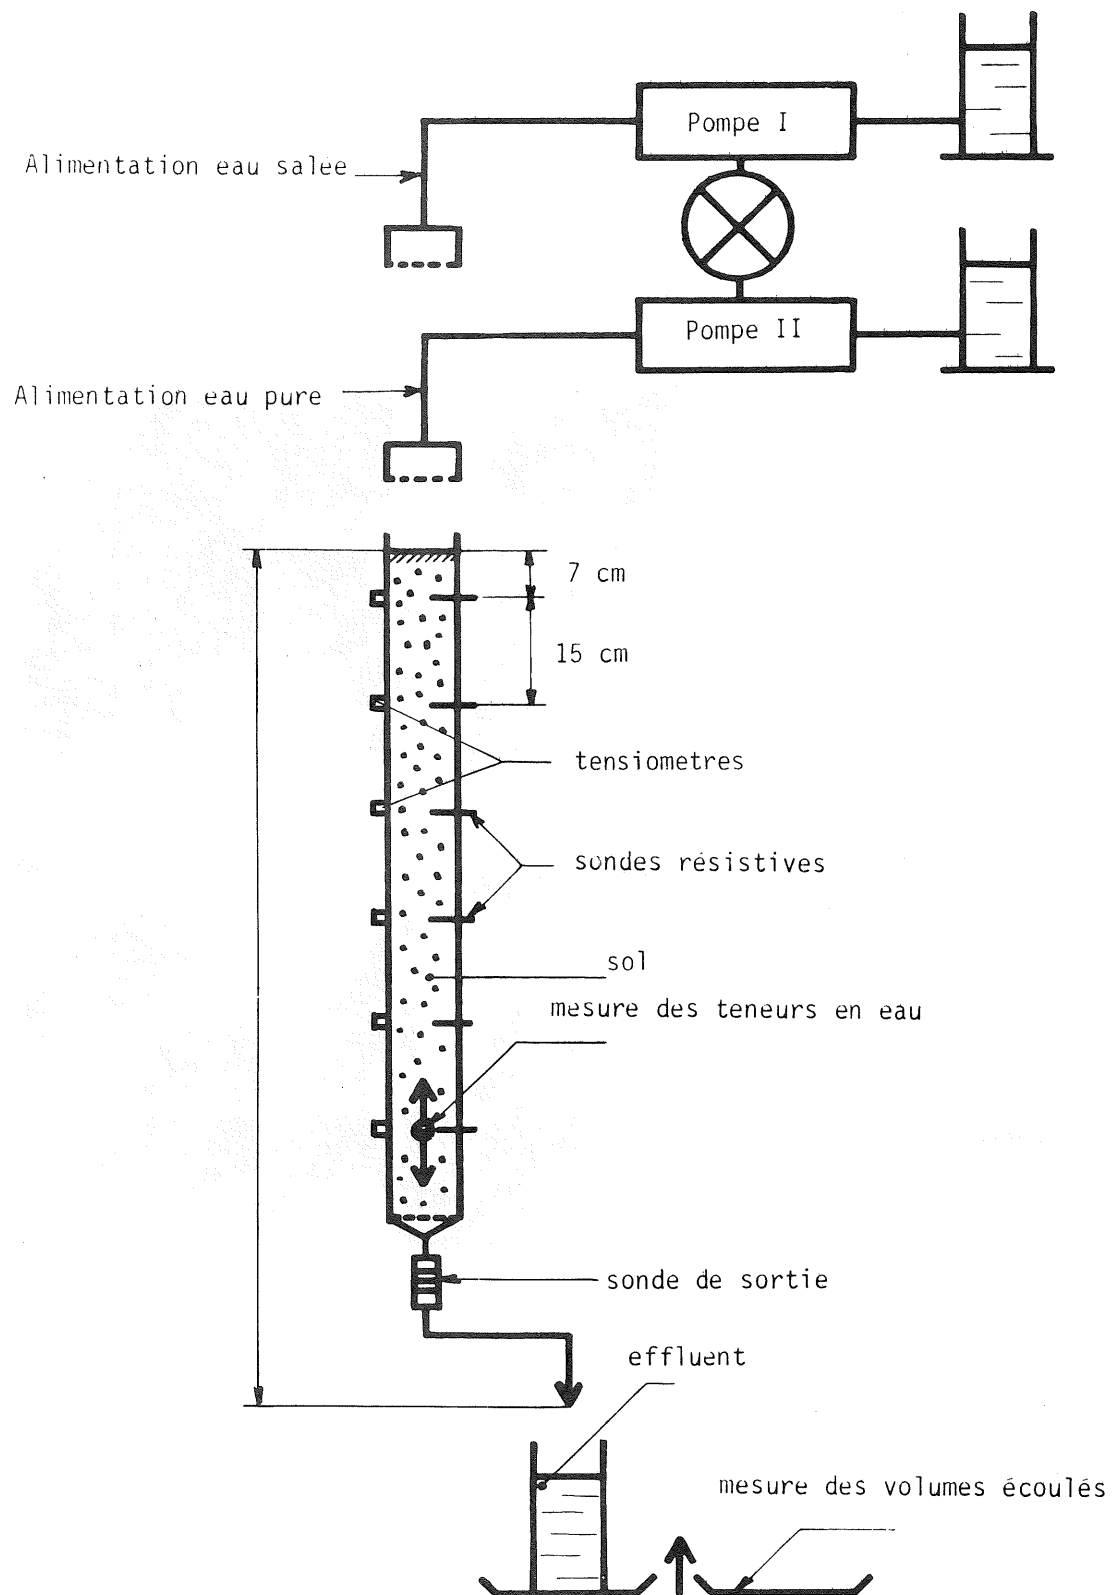 Pompe I
Alimentation eau salée
Pompe II
Alimentation eau pure
7 cm
15 cm
tensiometres
sondes résistives
sol
mesure des teneurs en eau
sonde de sortie
effluent
mesure des volumes écoulés